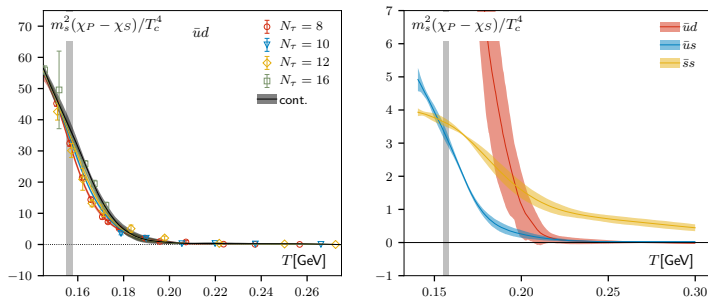 m_s^2(χ_P − χ_S)/T_c^4
ūd
N_τ = 8
N_τ = 10
N_τ = 12
N_τ = 16
cont.
70
60
50
40
30
20
10
0
−10
T[GeV]
0.16 0.18 0.20 0.22 0.24 0.26
m_s^2(χ_P − χ_S)/T_c^4
ūd
ūs
s̄s
7
6
5
4
3
2
1
0
−1
T[GeV]
0.15 0.20 0.25 0.30